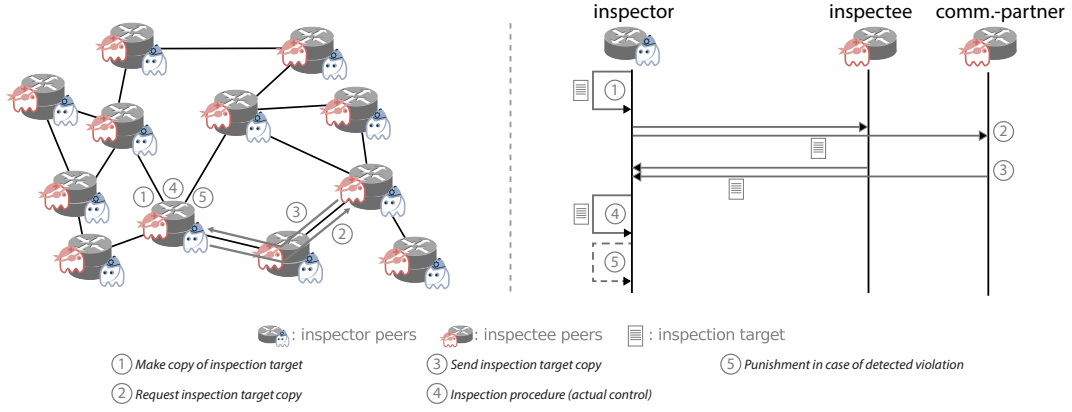 inspector inspectee comm.-partner
1
2
3
1 4 5
3
2
4
5
: inspector peers : inspectee peers : inspection target
1 Make copy of inspection target 3 Send inspection target copy 5 Punishment in case of detected violation
2 Request inspection target copy 4 Inspection procedure (actual control)